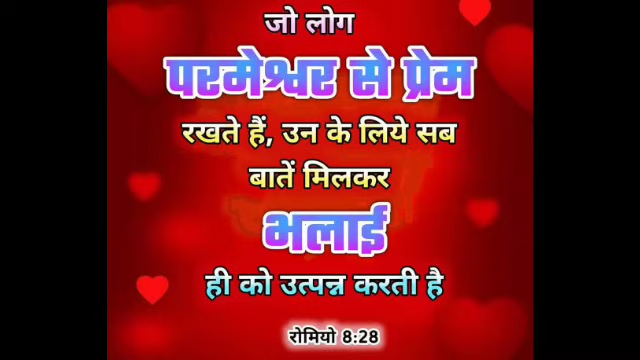 जो लोग
परमेश्वर से प्रेम
रखते हैं, उन के लिये सब
बातें मिलकर
भलाई
ही को उत्पन्न करती है
रोमियो 8:28